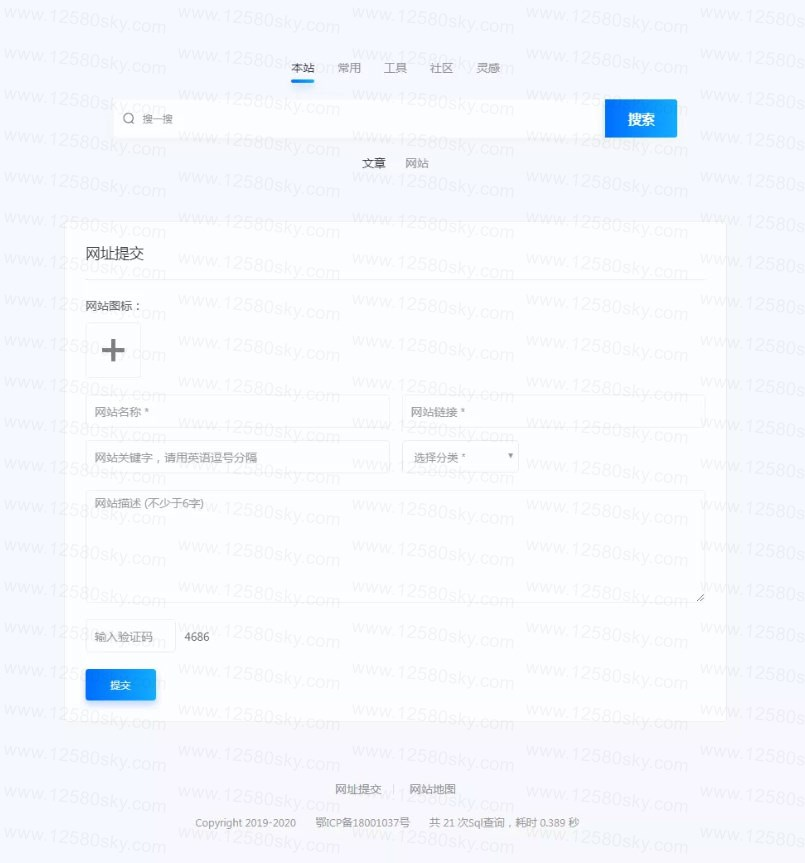 本站 常用 工具 社区 灵感
搜一搜 搜索
文章 网站
网址提交
网站图标：
网站名称 * 网站链接 *
网站关键字，请用英语逗号分隔 选择分类 *
网站描述 (不少于6字)
输入验证码 4686
提交
网址提交 | 网站地图
Copyright 2019-2020 鄂ICP备18001037号 共 21 次Sql查询，耗时 0.389 秒
www.12580sky.com